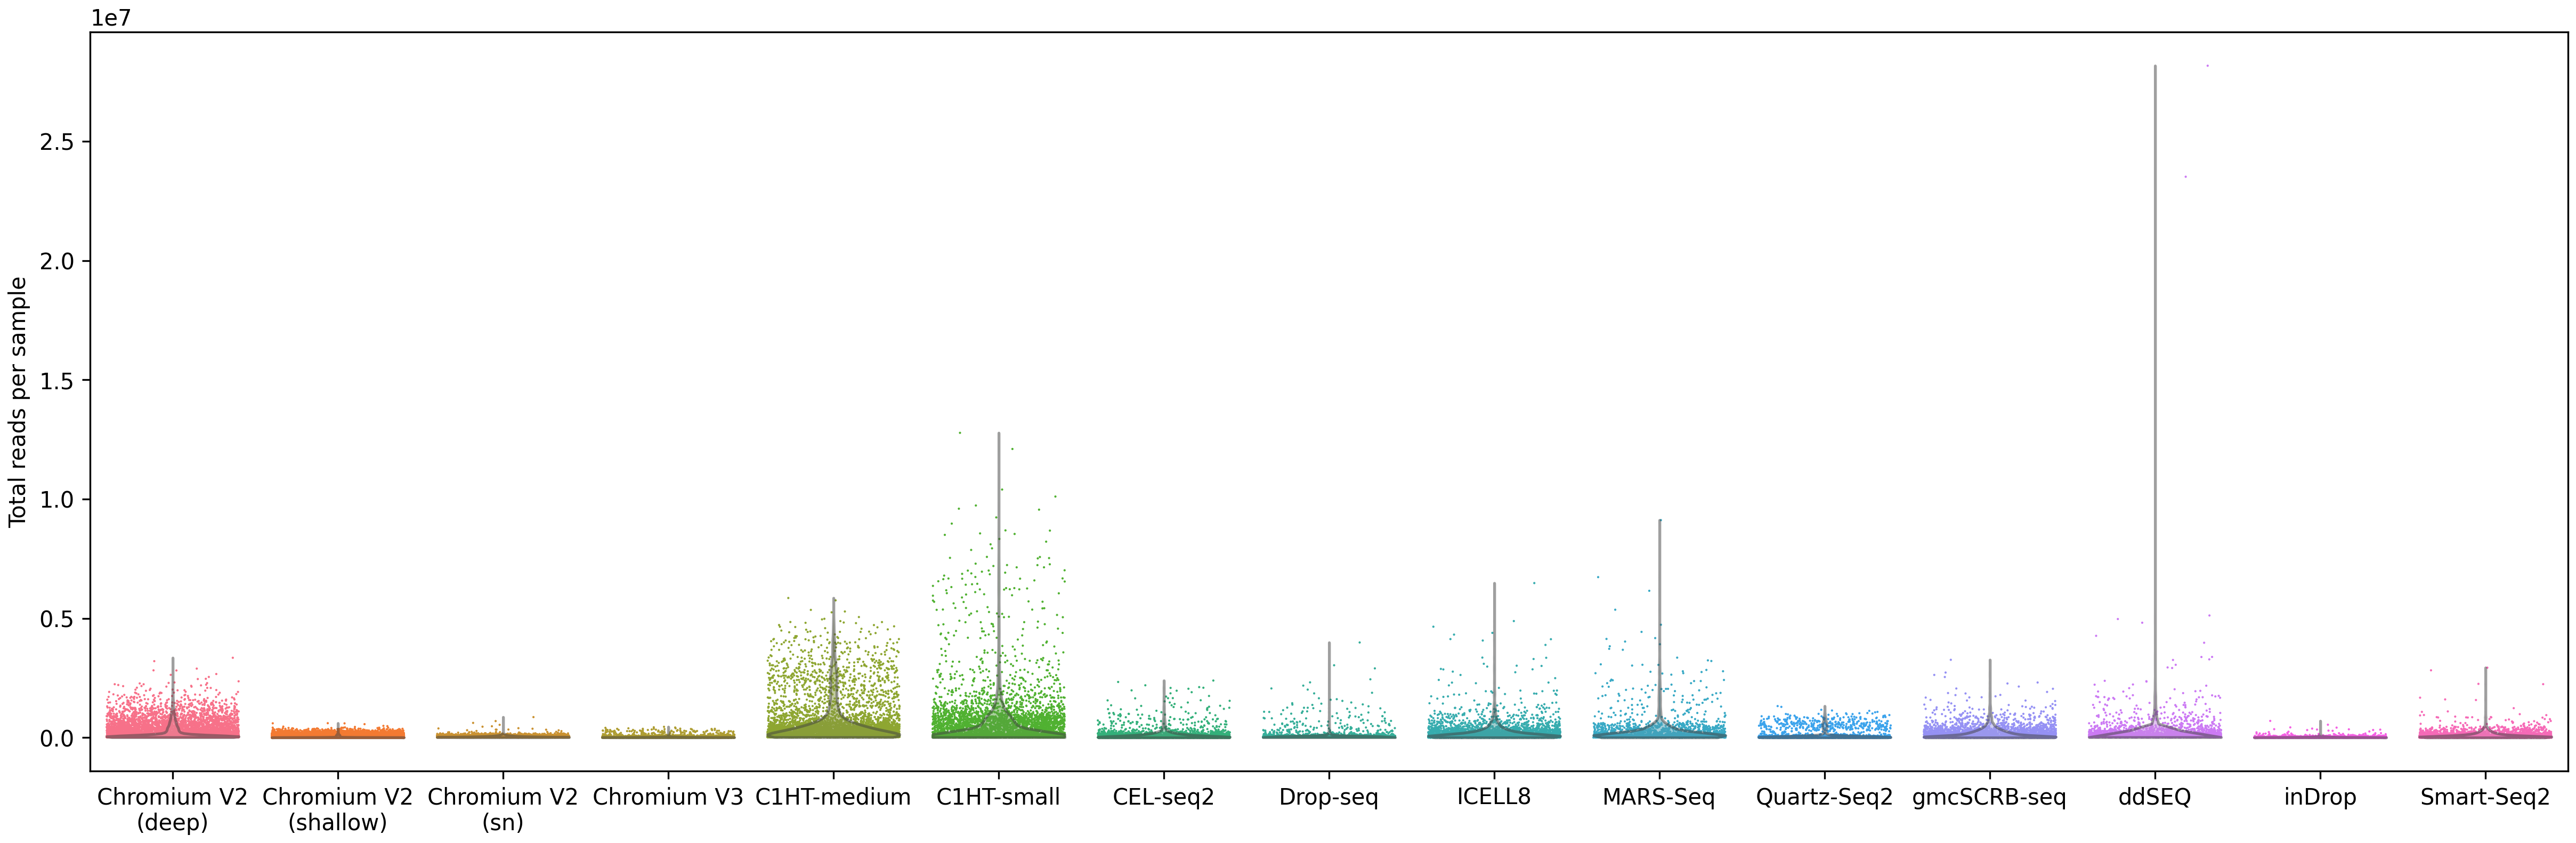 1e7
Total reads per sample
2.5
2.0
1.5
1.0
0.5
0.0
Chromium V2
(deep)
Chromium V2
(shallow)
Chromium V2
(sn)
Chromium V3
C1HT-medium
C1HT-small
CEL-seq2
Drop-seq
ICELL8
MARS-Seq
Quartz-Seq2
gmcSCRB-seq
ddSEQ
inDrop
Smart-Seq2